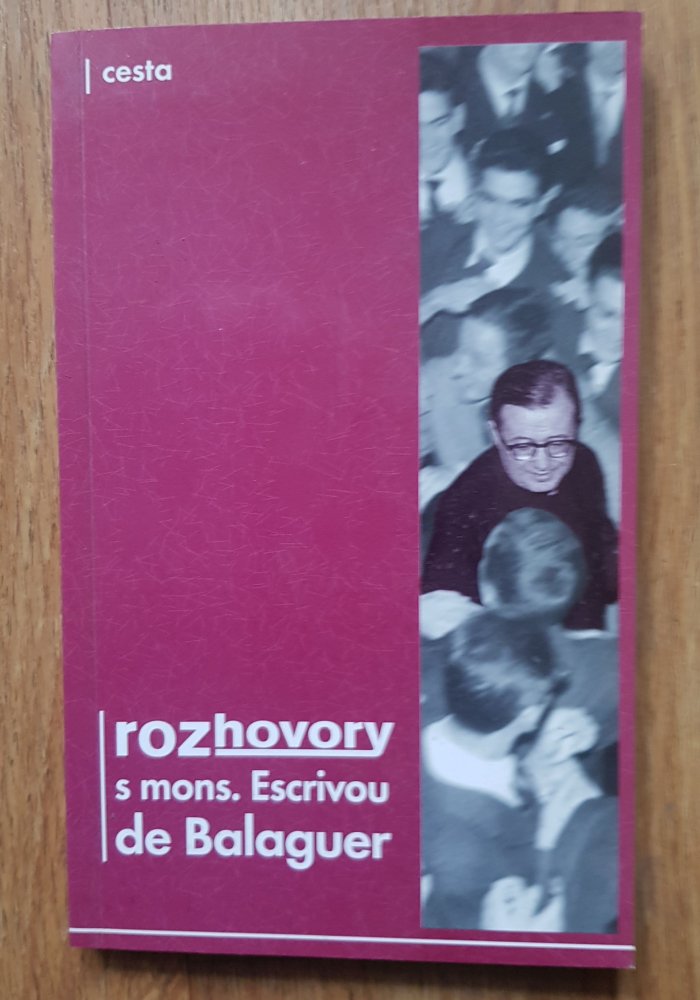 cesta
rozhovory
s mons. Escrivou
de Balaguer